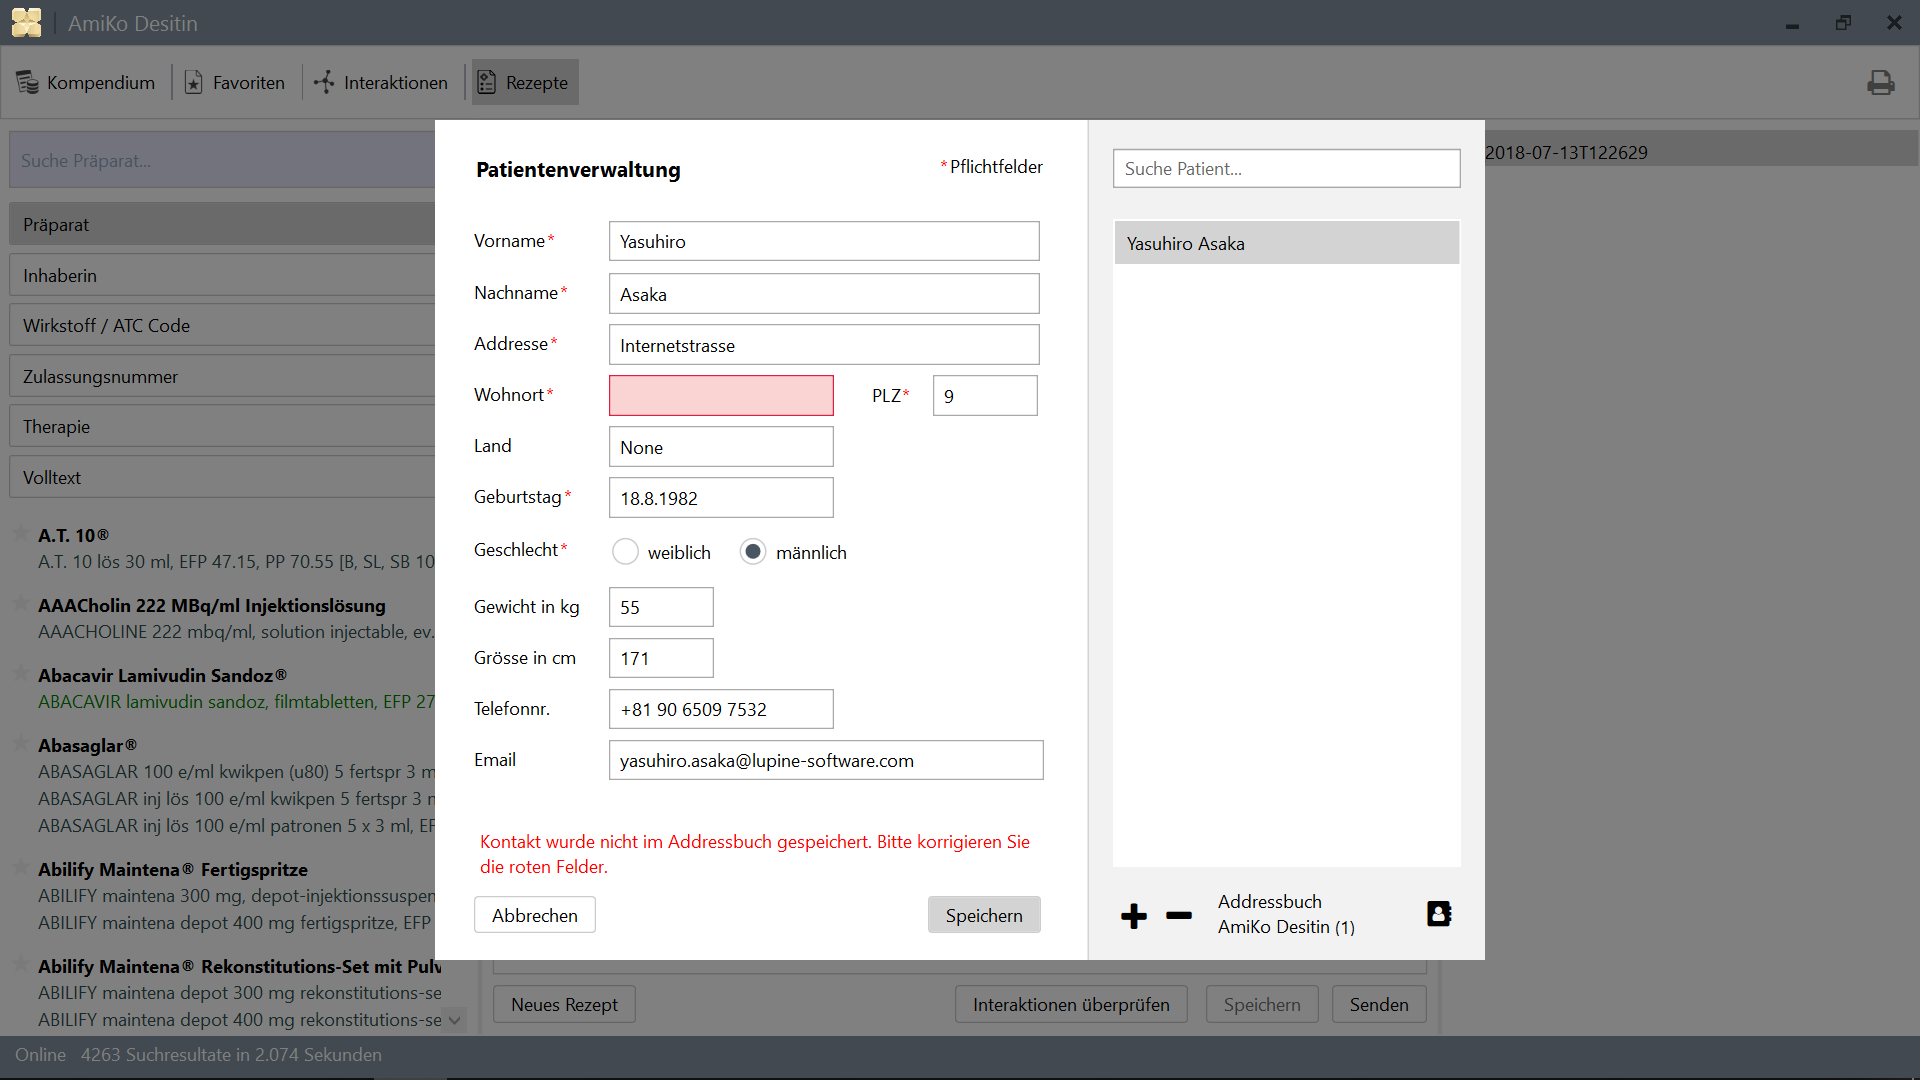 AmiKo Desitin
Kompendium
Favoriten
Interaktionen
Rezepte
Suche Präparat...
Präparat
Inhaberin
Wirkstoff / ATC Code
Zulassungsnummer
Therapie
Volltext
A.T. 10®
A.T. 10 lös 30 ml, EFP 47.15, PP 70.55 [B, SL, SB 10
AAACholin 222 MBq/ml Injektionslösung
AAACHOLINE 222 mbq/ml, solution injectable, ev.
Abacavir Lamivudin Sandoz®
ABACAVIR lamivudin sandoz, filmtabletten, EFP 27
Abasaglar®
ABASAGLAR 100 e/ml kwikpen (u80) 5 fertspr 3 m
ABASAGLAR inj lös 100 e/ml kwikpen 5 fertspr 3 m
ABASAGLAR inj lös 100 e/ml patronen 5 x 3 ml, EF
Abilify Maintena® Fertigspritze
ABILIFY maintena 300 mg, depot-injektionssuspen
ABILIFY maintena depot 400 mg fertigspritze, EFP
Abilify Maintena® Rekonstitutions-Set mit Pulv
ABILIFY maintena depot 300 mg rekonstitutions-se
ABILIFY maintena depot 400 mg rekonstitutions-se
Patientenverwaltung
*Pflichtfelder
Vorname* Yasuhiro
Nachname* Asaka
Addresse* Internetstrasse
Wohnort* PLZ* 9
Land None
Geburtstag* 18.8.1982
Geschlecht* weiblich männlich
Gewicht in kg 55
Grösse in cm 171
Telefonnr. +81 90 6509 7532
Email yasuhiro.asaka@lupine-software.com
Kontakt wurde nicht im Addressbuch gespeichert. Bitte korrigieren Sie
die roten Felder.
Abbrechen Speichern
Suche Patient...
Yasuhiro Asaka
Addressbuch
AmiKo Desitin (1)
2018-07-13T122629
Neues Rezept
Interaktionen überprüfen
Speichern
Senden
Online 4263 Suchresultate in 2.074 Sekunden